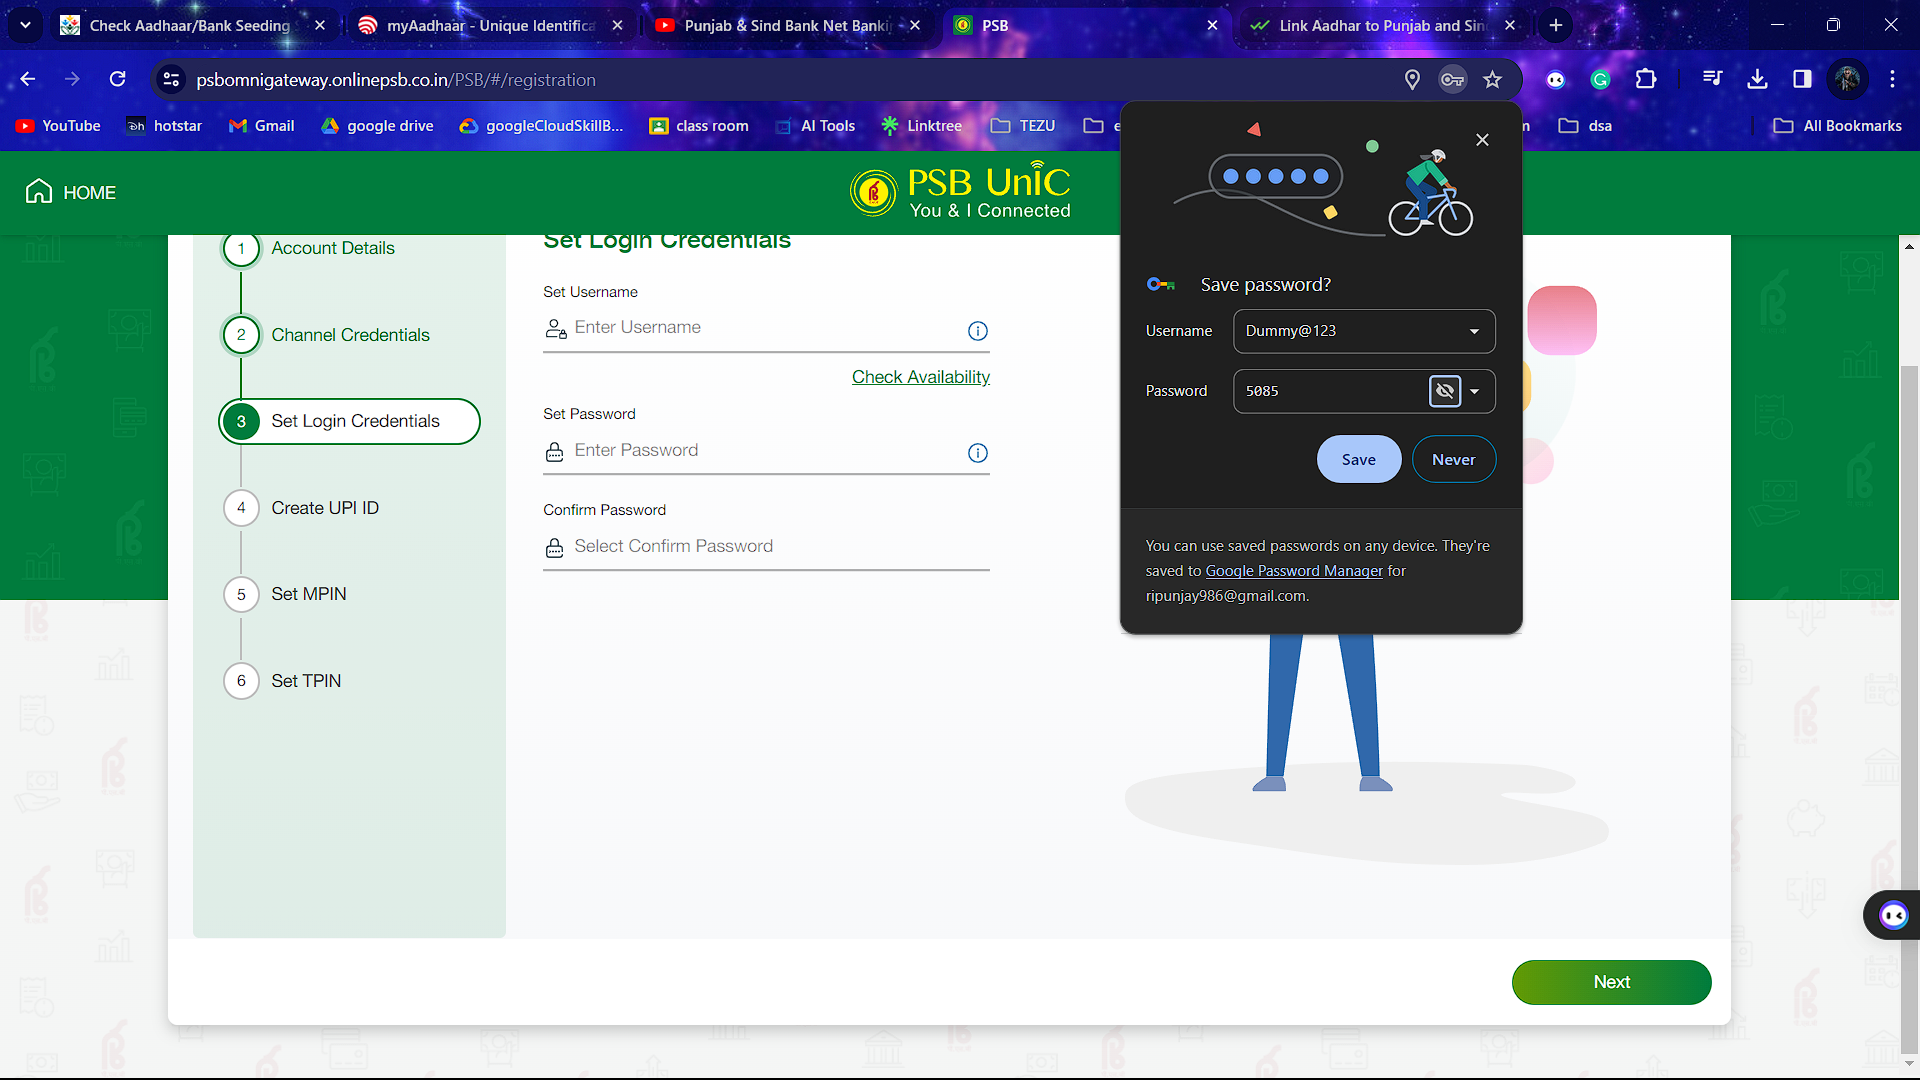 Check Aadhaar/Bank Seeding
myAadhaar - Unique Identifica
Punjab & Sind Bank Net Bankin
PSB
Link Aadhar to Punjab and Sin
psbomnigateway.onlinepsb.co.in/PSB/#/registration
YouTube
hotstar
Gmail
google drive
googleCloudSkillB...
class room
AI Tools
Linktree
TEZU
e
n
dsa
All Bookmarks
HOME
PSB UnIC
You & I Connected
1 Account Details
2 Channel Credentials
3 Set Login Credentials
4 Create UPI ID
5 Set MPIN
6 Set TPIN
Set Login Credentials
Set Username
Enter Username
Check Availability
Set Password
Enter Password
Confirm Password
Select Confirm Password
Save password?
Username Dummy@123
Password 5085
Save Never
You can use saved passwords on any device. They're
saved to Google Password Manager for
ripunjay986@gmail.com.
Next